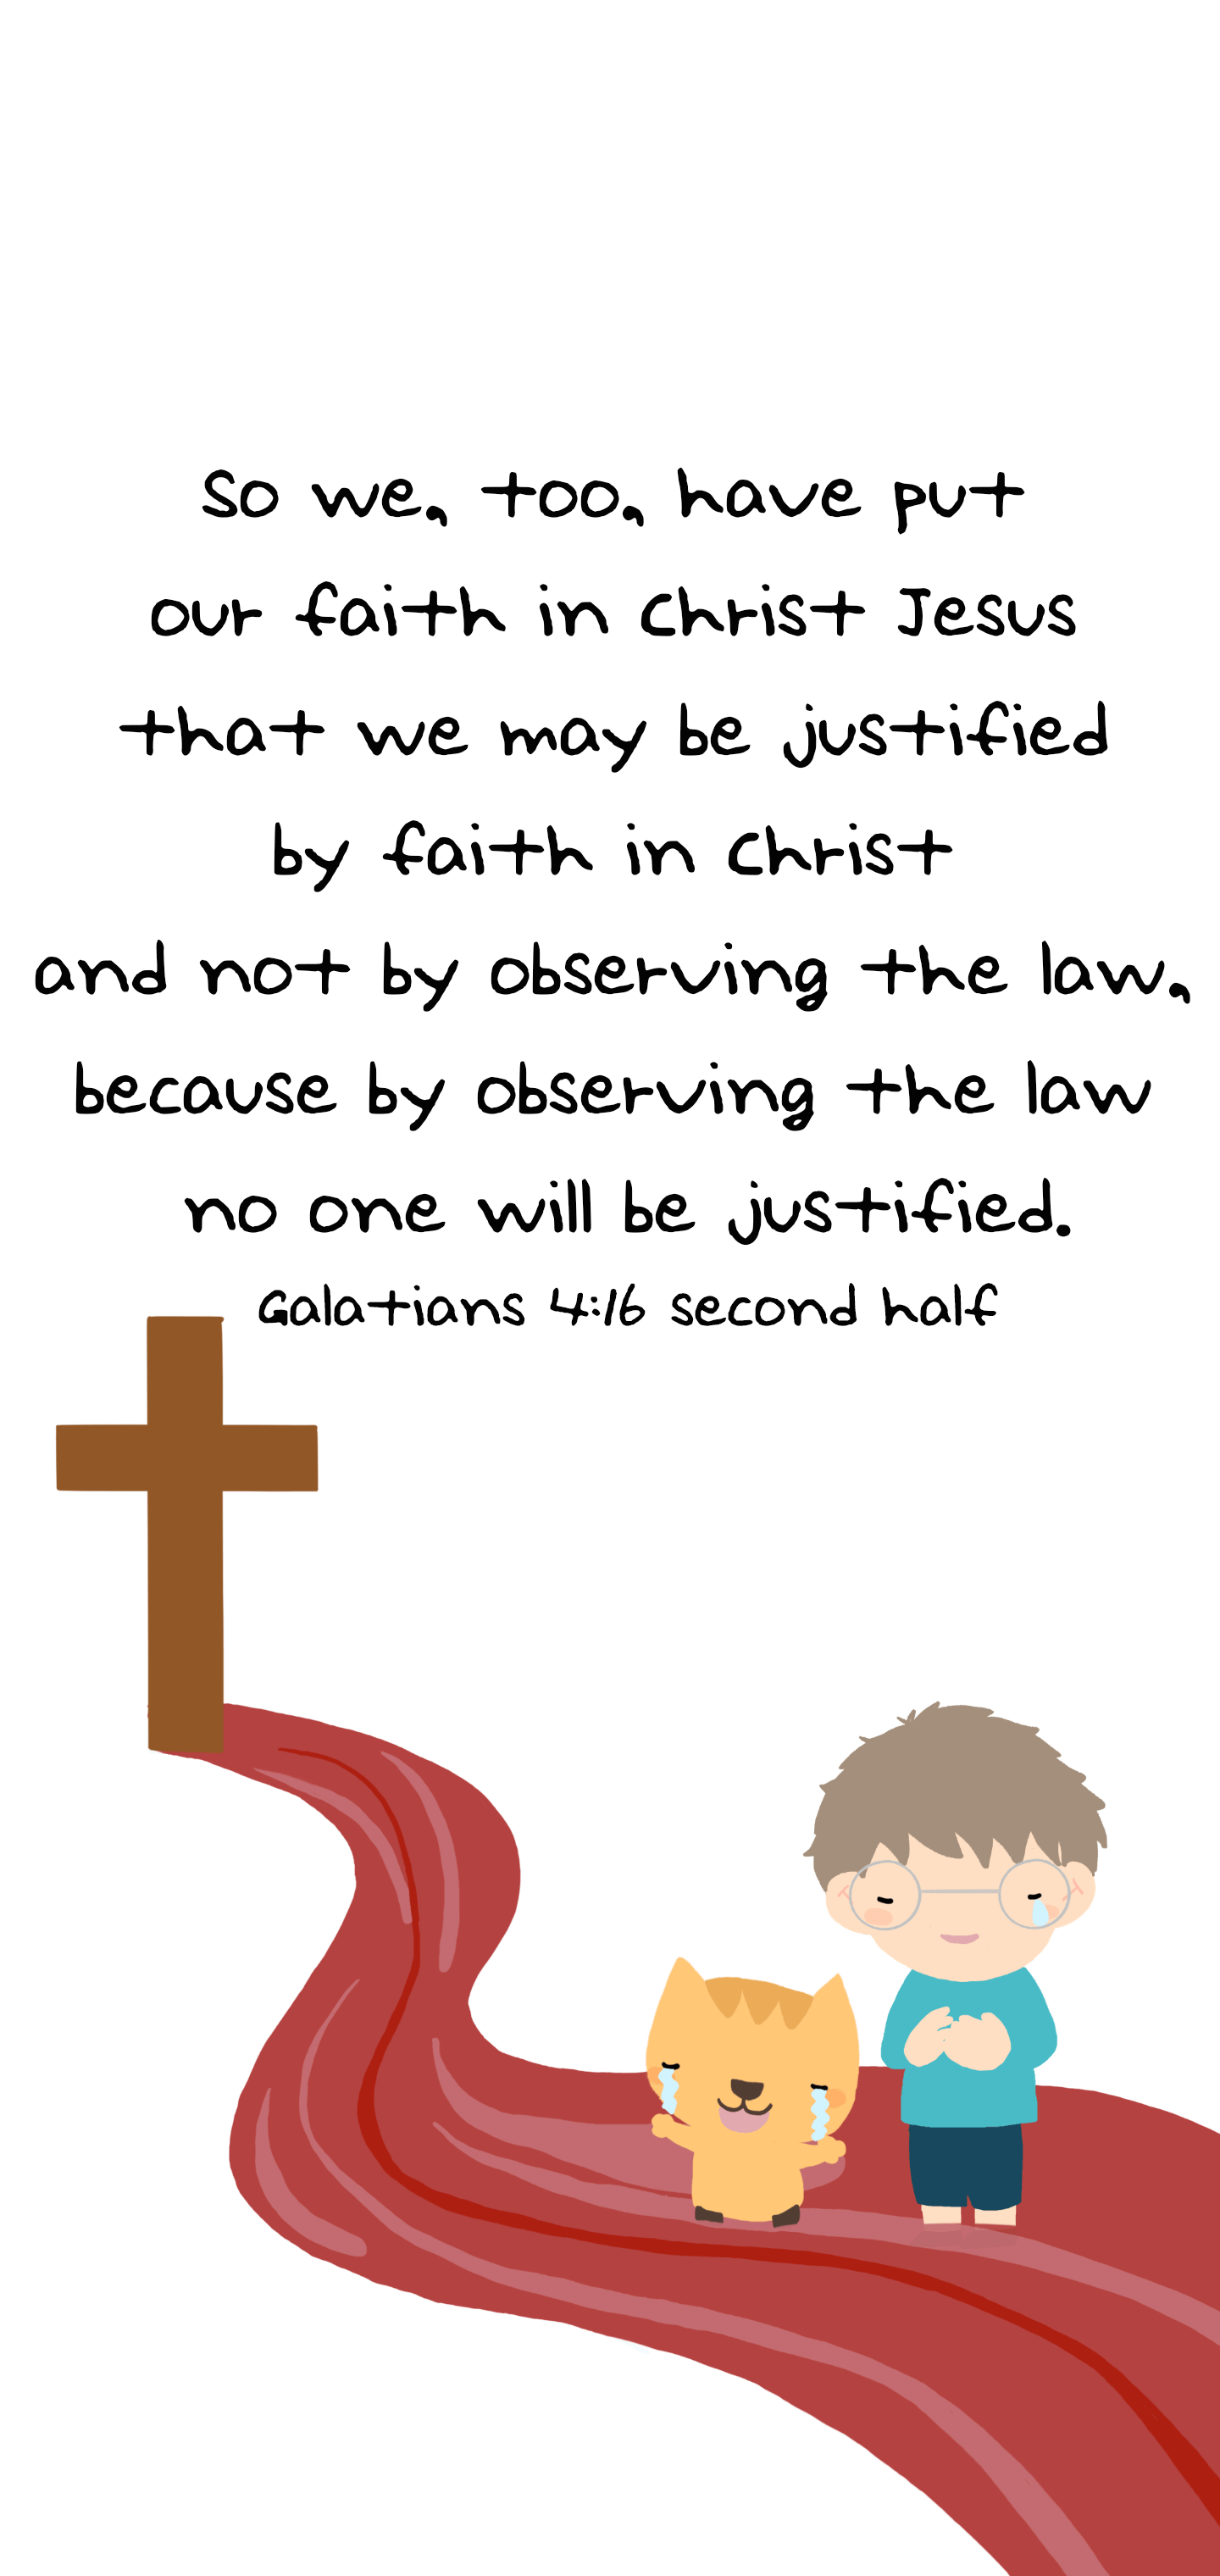 So we, too, have put
our faith in Christ Jesus
that we may be justified
by faith in Christ
and not by observing the law,
because by observing the law
no one will be justified.
Galatians 4:16 second half